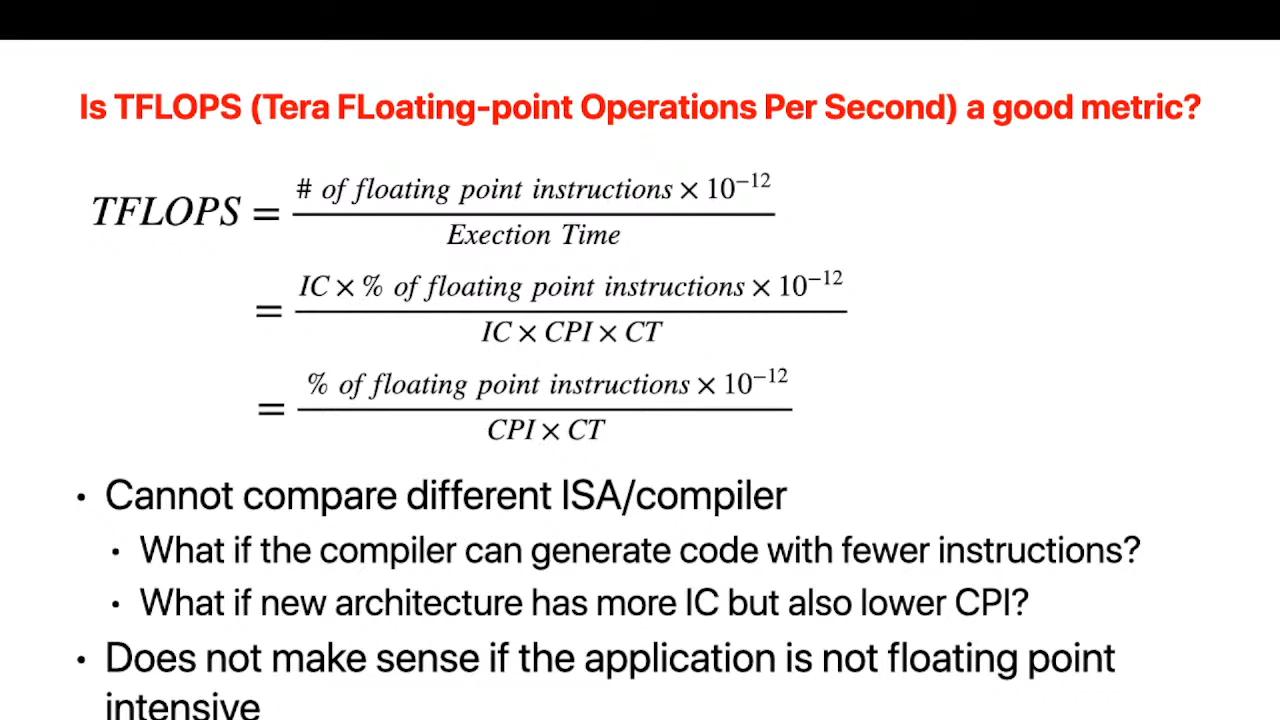 Is TFLOPS (Tera FLoating-point Operations Per Second) a good metric?
# of floating point instructions × 10⁻¹²
TFLOPS =
Exection Time
IC × % of floating point instructions × 10⁻¹²
=
IC × CPI × CT
% of floating point instructions × 10⁻¹²
=
CPI × CT
• Cannot compare different ISA/compiler
• What if the compiler can generate code with fewer instructions?
• What if new architecture has more IC but also lower CPI?
• Does not make sense if the application is not floating point
intensive